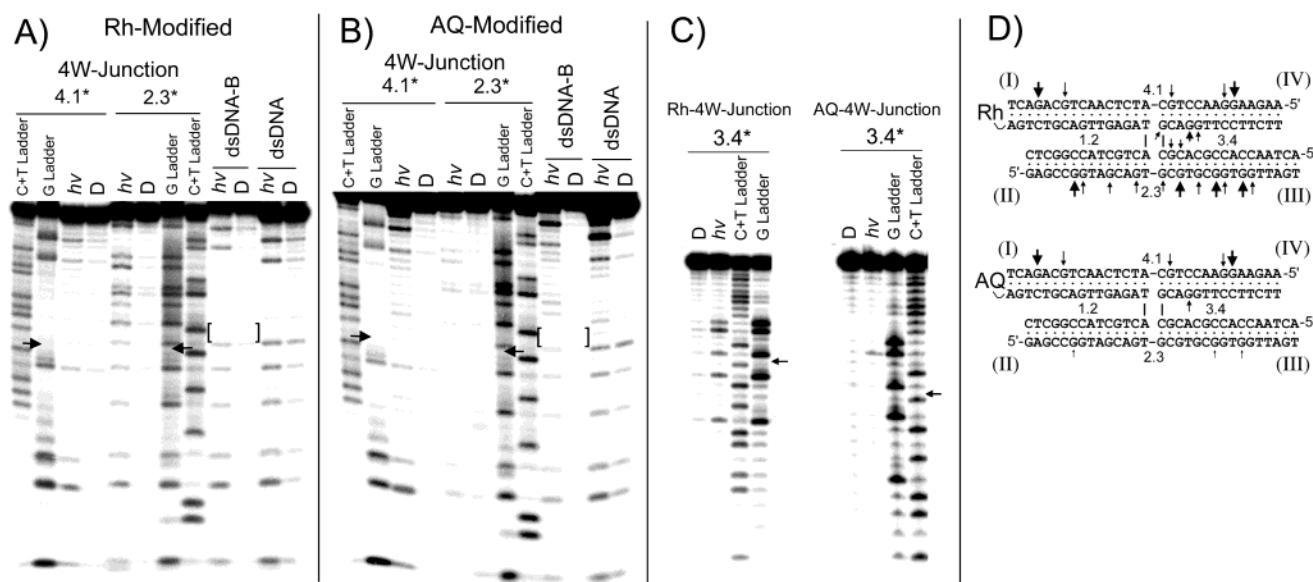 A)
Rh-Modified
4W-Junction
4.1*
2.3*
C+T Ladder
G Ladder
hv
D
hv
D
G Ladder
C+T Ladder
dsDNA-B
hv
D
dsDNA
hv
D
[ ]
B)
AQ-Modified
4W-Junction
4.1*
2.3*
C+T Ladder
G Ladder
hv
D
hv
D
G Ladder
C+T Ladder
dsDNA-B
hv
D
dsDNA
hv
D
[ ]
C)
Rh-4W-Junction
3.4*
D
hv
C+T Ladder
G Ladder
AQ-4W-Junction
3.4*
D
hv
G Ladder
C+T Ladder
D)
(I) 4.1 (IV)
TCAGACGTCAACTCTA-CGTCCAAGGAAGAA-5'
Rh
AGTCTGCAGTTGAGAT GCAGGTTCCTTCTT
1.2 3.4
CTCGGCCATCGTCA CGCACGCCACCAATCA-5'
5'-GAGCCGGTAGCAGT-GCGTGCGGTGGTTAGT
(II) 2.3 (III)
(I) 4.1 (IV)
TCAGACGTCAACTCTA-CGTCCAAGGAAGAA-5'
AQ
AGTCTGCAGTTGAGAT GCAGGTTCCTTCTT
1.2 3.4
CTCGGCCATCGTCA CGCACGCCACCAATCA-5'
5'-GAGCCGGTAGCAGT-GCGTGCGGTGGTTAGT
(II) 2.3 (III)